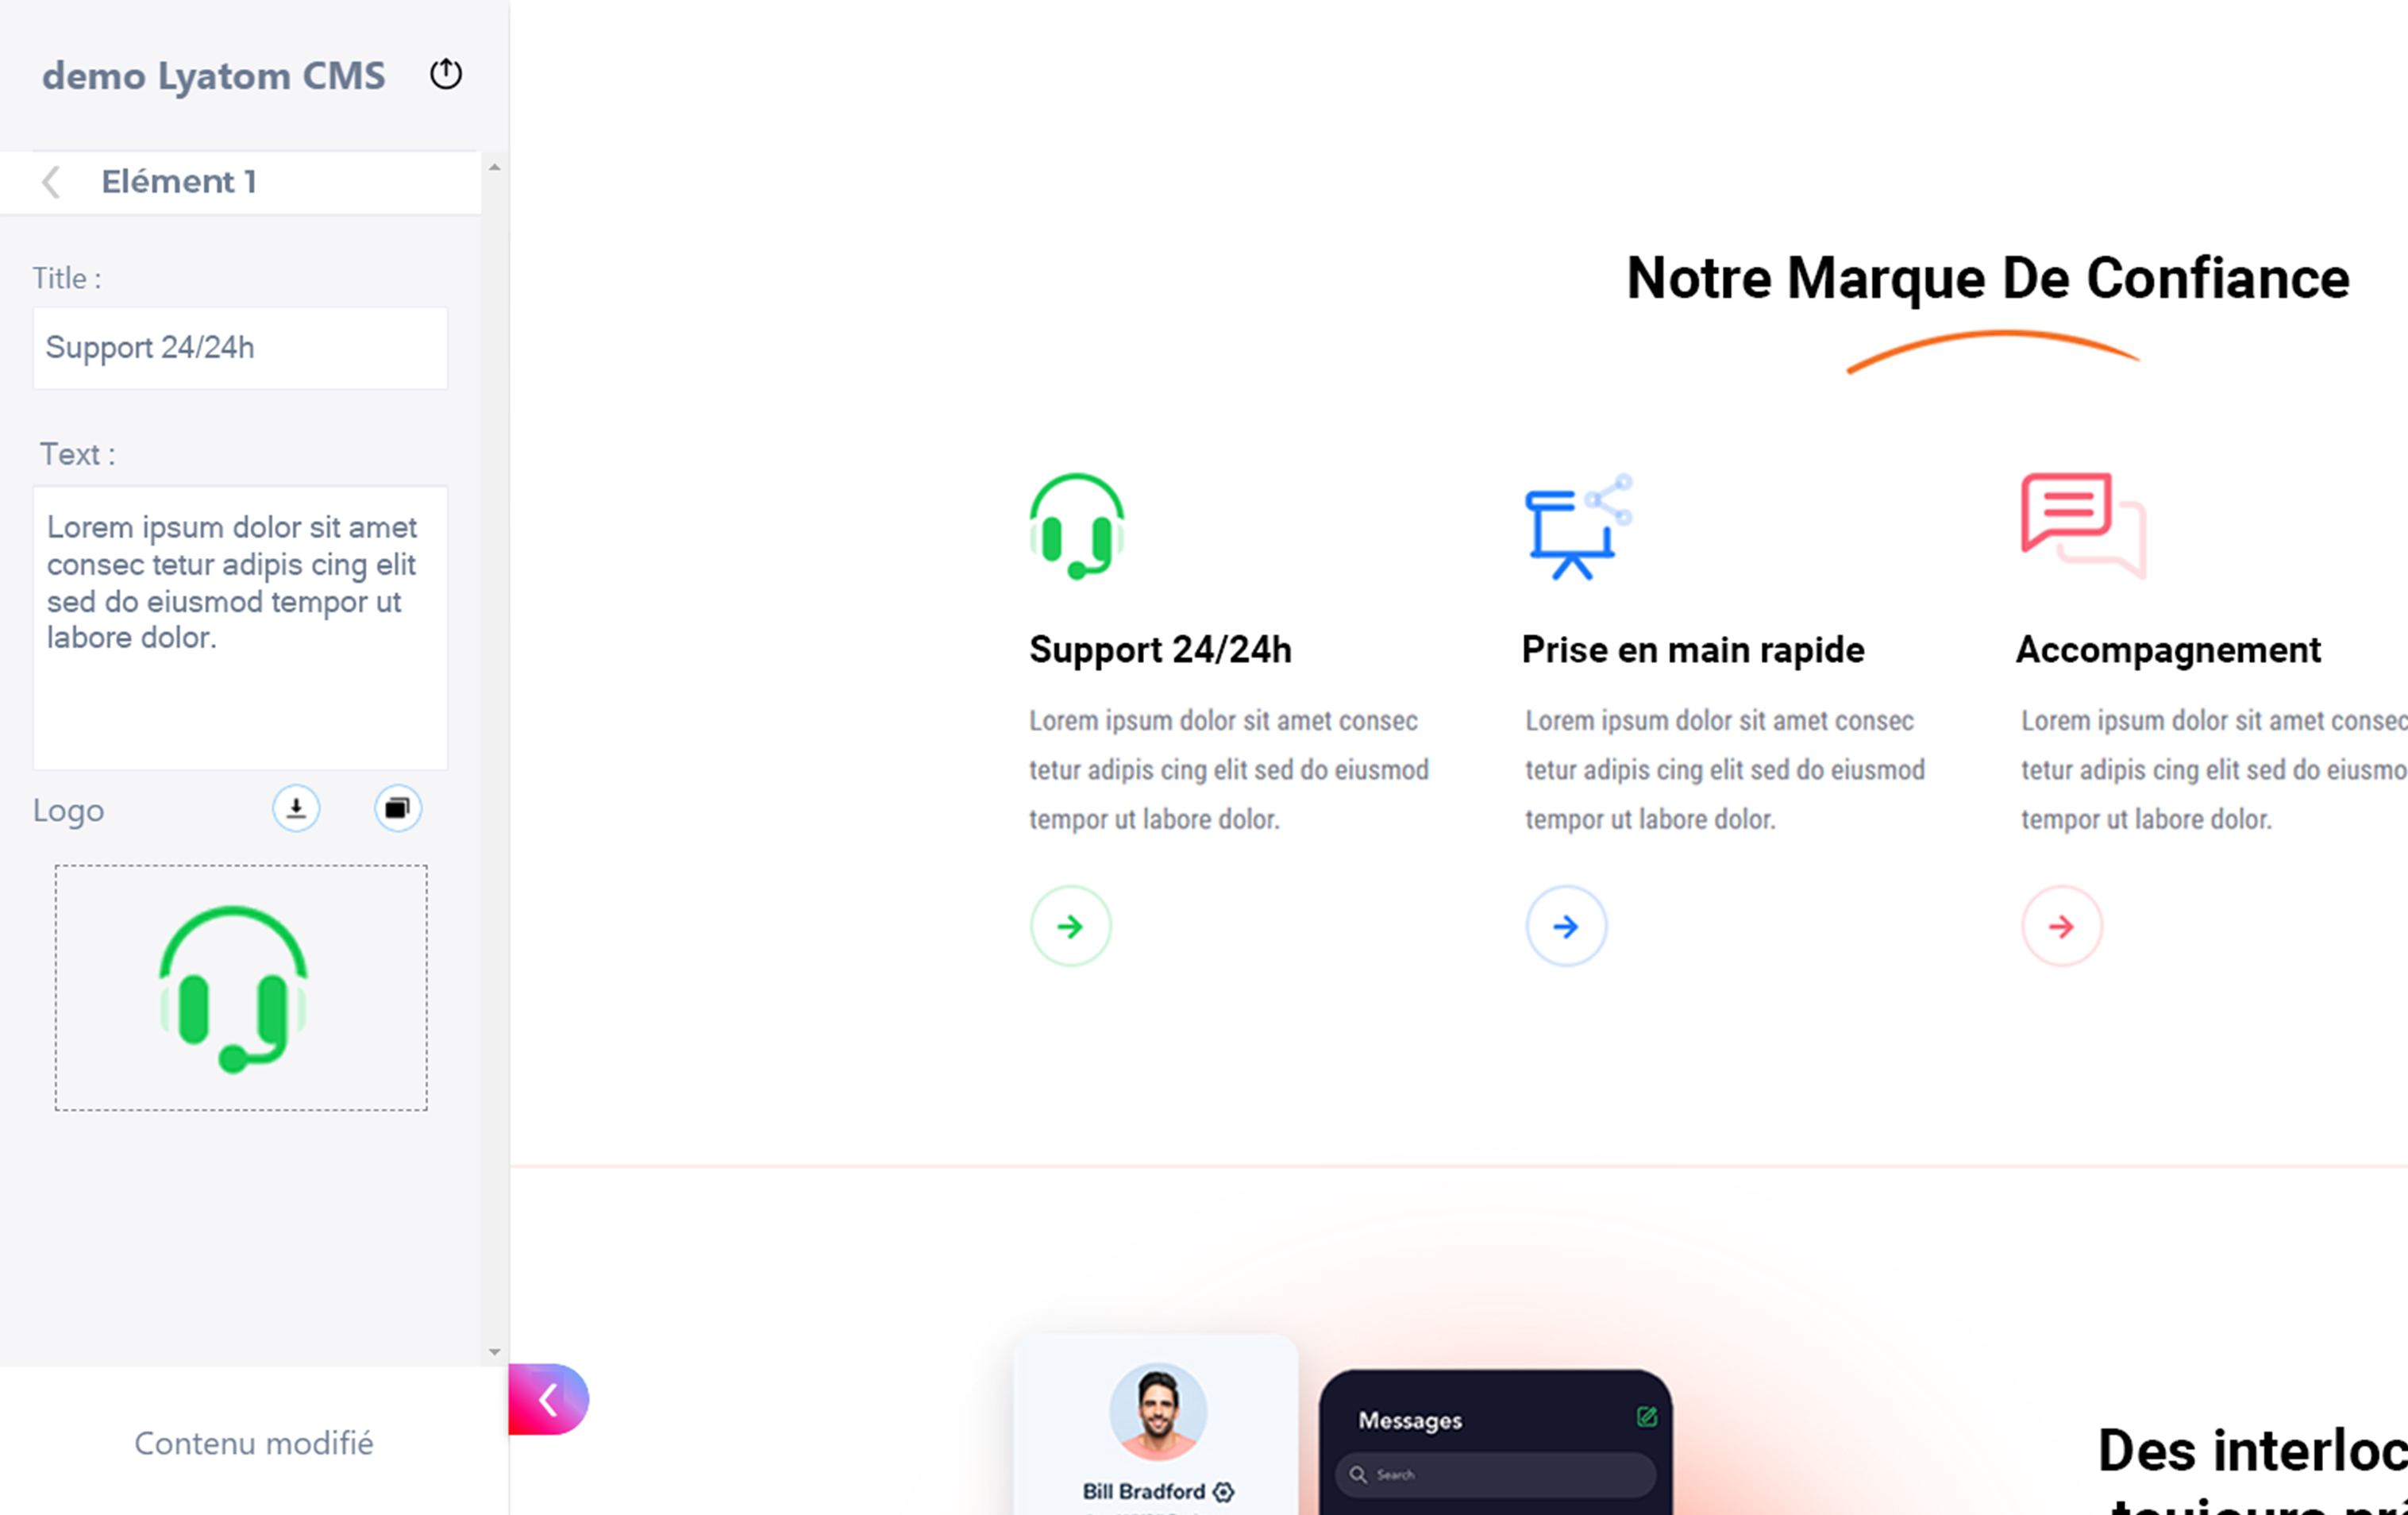 demo Lyatom CMS
Elément 1
Title :
Support 24/24h
Text :
Lorem ipsum dolor sit amet
consec tetur adipis cing elit
sed do eiusmod tempor ut
labore dolor.
Logo
Contenu modifié
Notre Marque De Confiance
Support 24/24h
Lorem ipsum dolor sit amet consec
tetur adipis cing elit sed do eiusmod
tempor ut labore dolor.
Prise en main rapide
Lorem ipsum dolor sit amet consec
tetur adipis cing elit sed do eiusmod
tempor ut labore dolor.
Accompagnement
Lorem ipsum dolor sit amet consec
tetur adipis cing elit sed do eiusmo
tempor ut labore dolor.
Bill Bradford
Messages
Search
Des interloc
toujours prê